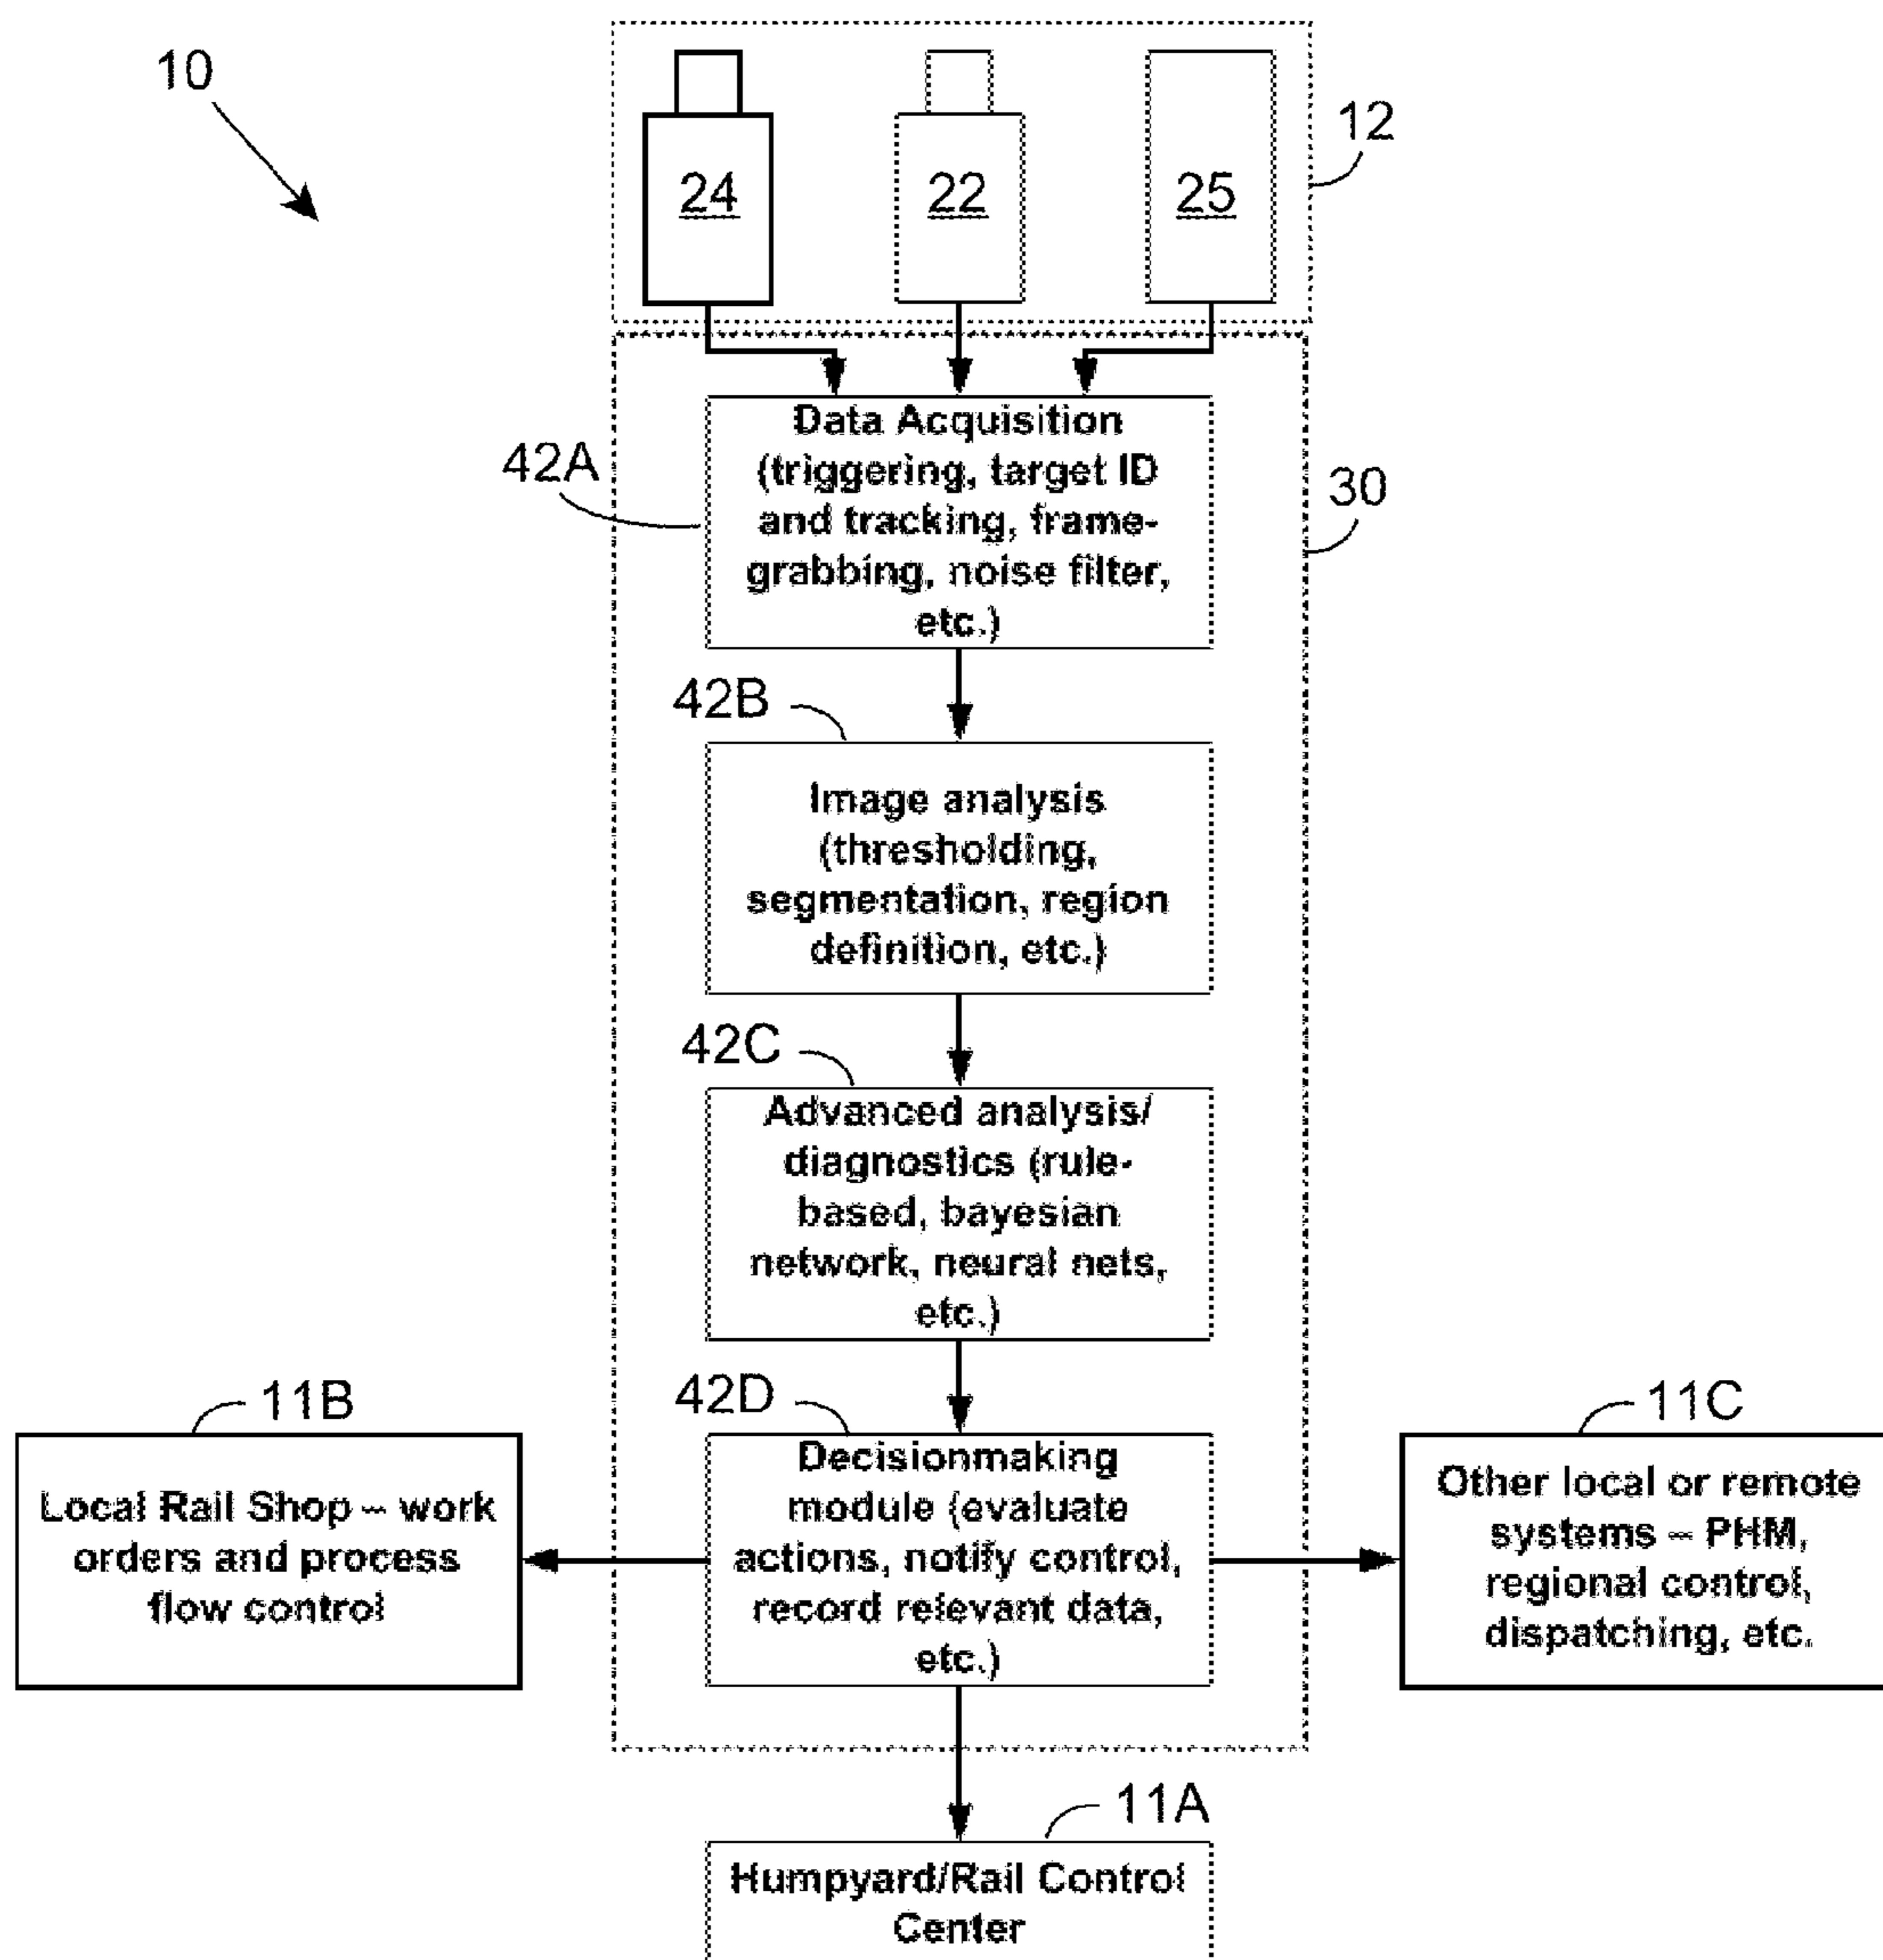 10
24
22
25
12
Data Acquisition
(triggering, target ID
and tracking, frame-
grabbing, noise filter,
etc.)
42A
30
42B
Image analysis
(thresholding,
segmentation, region
definition, etc.)
42C
Advanced analysis/
diagnostics (rule-
based, bayesian
network, neural nets,
etc.)
11B
42D
11C
Local Rail Shop – work
orders and process
flow control
Decisionmaking
module (evaluate
actions, notify control,
record relevant data,
etc.)
Other local or remote
systems – PHM,
regional control,
dispatching, etc.
11A
Humpyard/Rail Control
Center